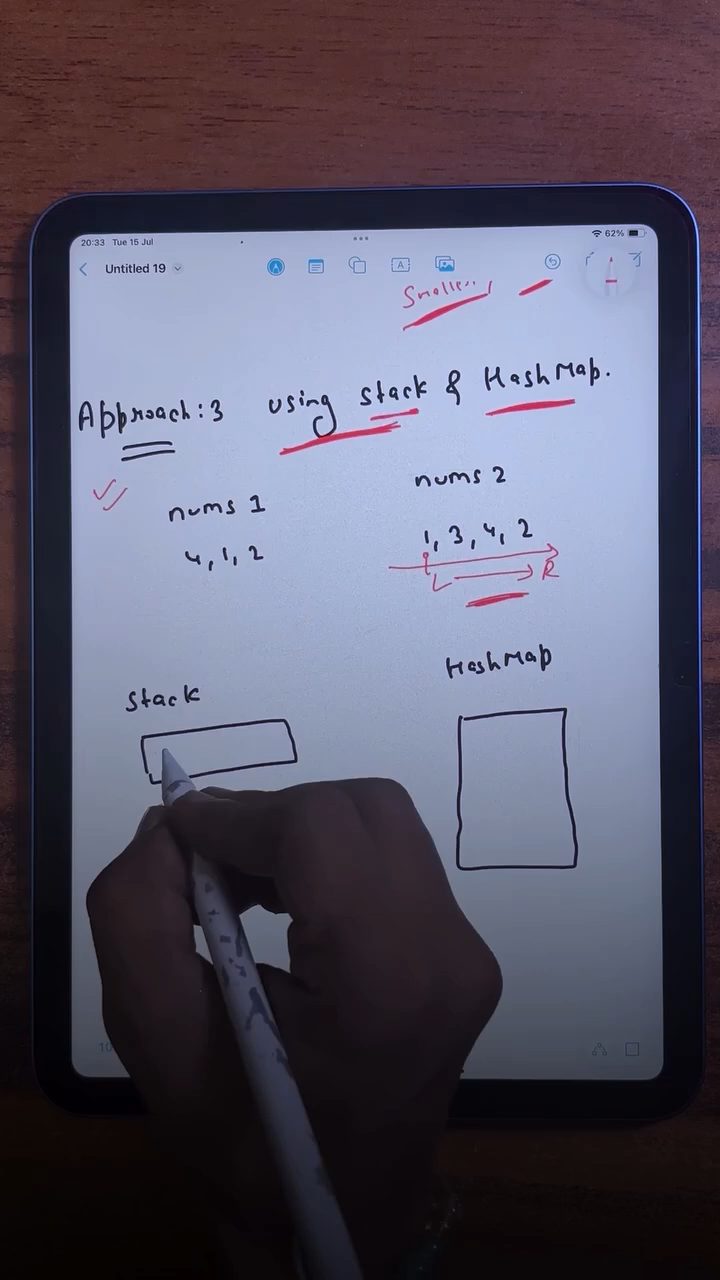 20:33 Tue 15 Jul
62%
Untitled 19
A
Approach:3 using stack & HashMap.
nums 1
nums 2
4, 1, 2
1, 3, 4, 2
L R
Stack
HashMap
10